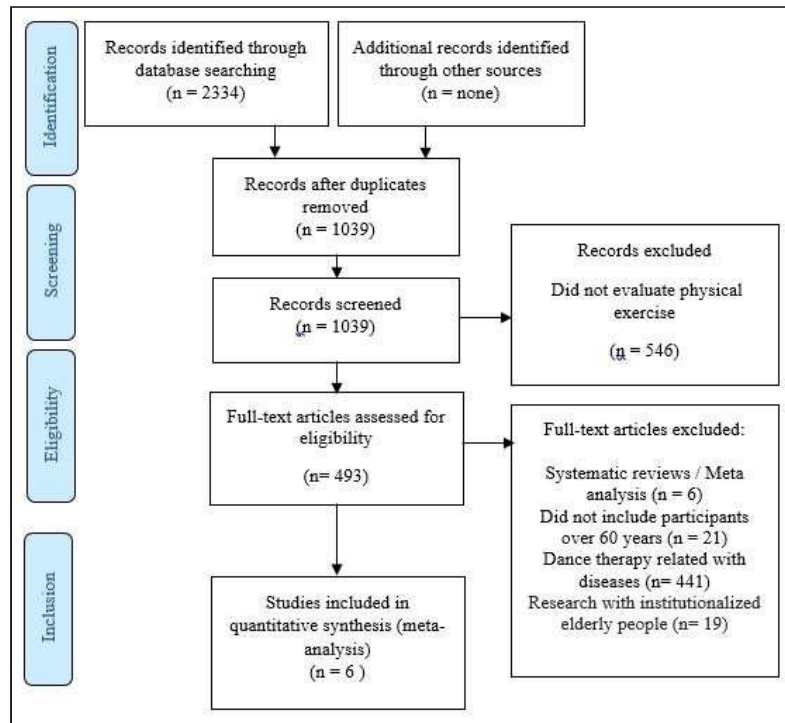 Identification
Records identified through
database searching
(n = 2334)
Additional records identified
through other sources
(n = none)
Records after duplicates
removed
(n = 1039)
Screening
Records screened
(n = 1039)
Records excluded
Did not evaluate physical
exercise
(n = 546)
Eligibility
Full-text articles assessed for
eligibility
(n= 493)
Full-text articles excluded:
Systematic reviews / Meta
analysis (n = 6)
Did not include participants
over 60 years (n = 21)
Dance therapy related with
diseases (n= 441)
Research with institutionalized
elderly people (n= 19)
Inclusion
Studies included in
quantitative synthesis (meta-
analysis)
(n = 6 )